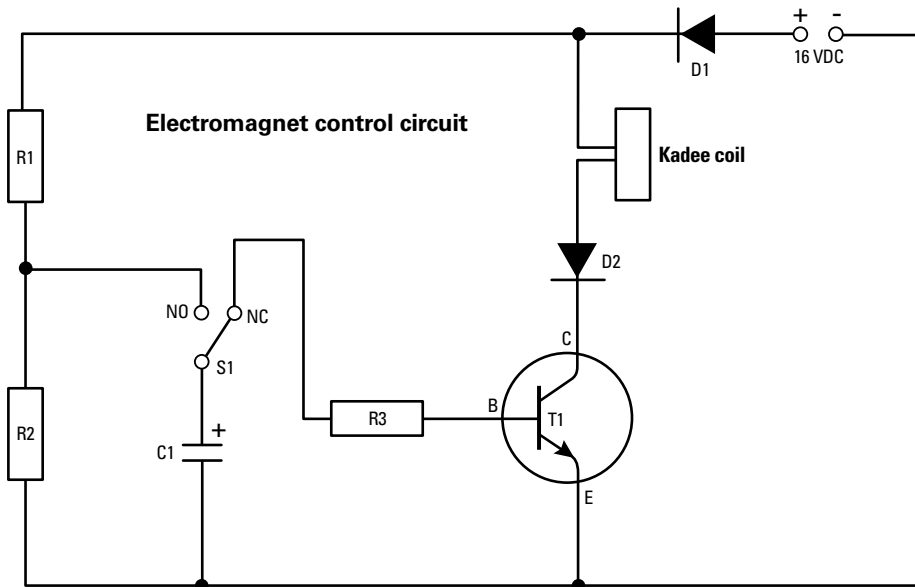 + -
16 VDC
D1
Electromagnet control circuit
Kadee coil
R1
D2
NO
NC
S1
C
B
T1
R3
R2
+
C1
E